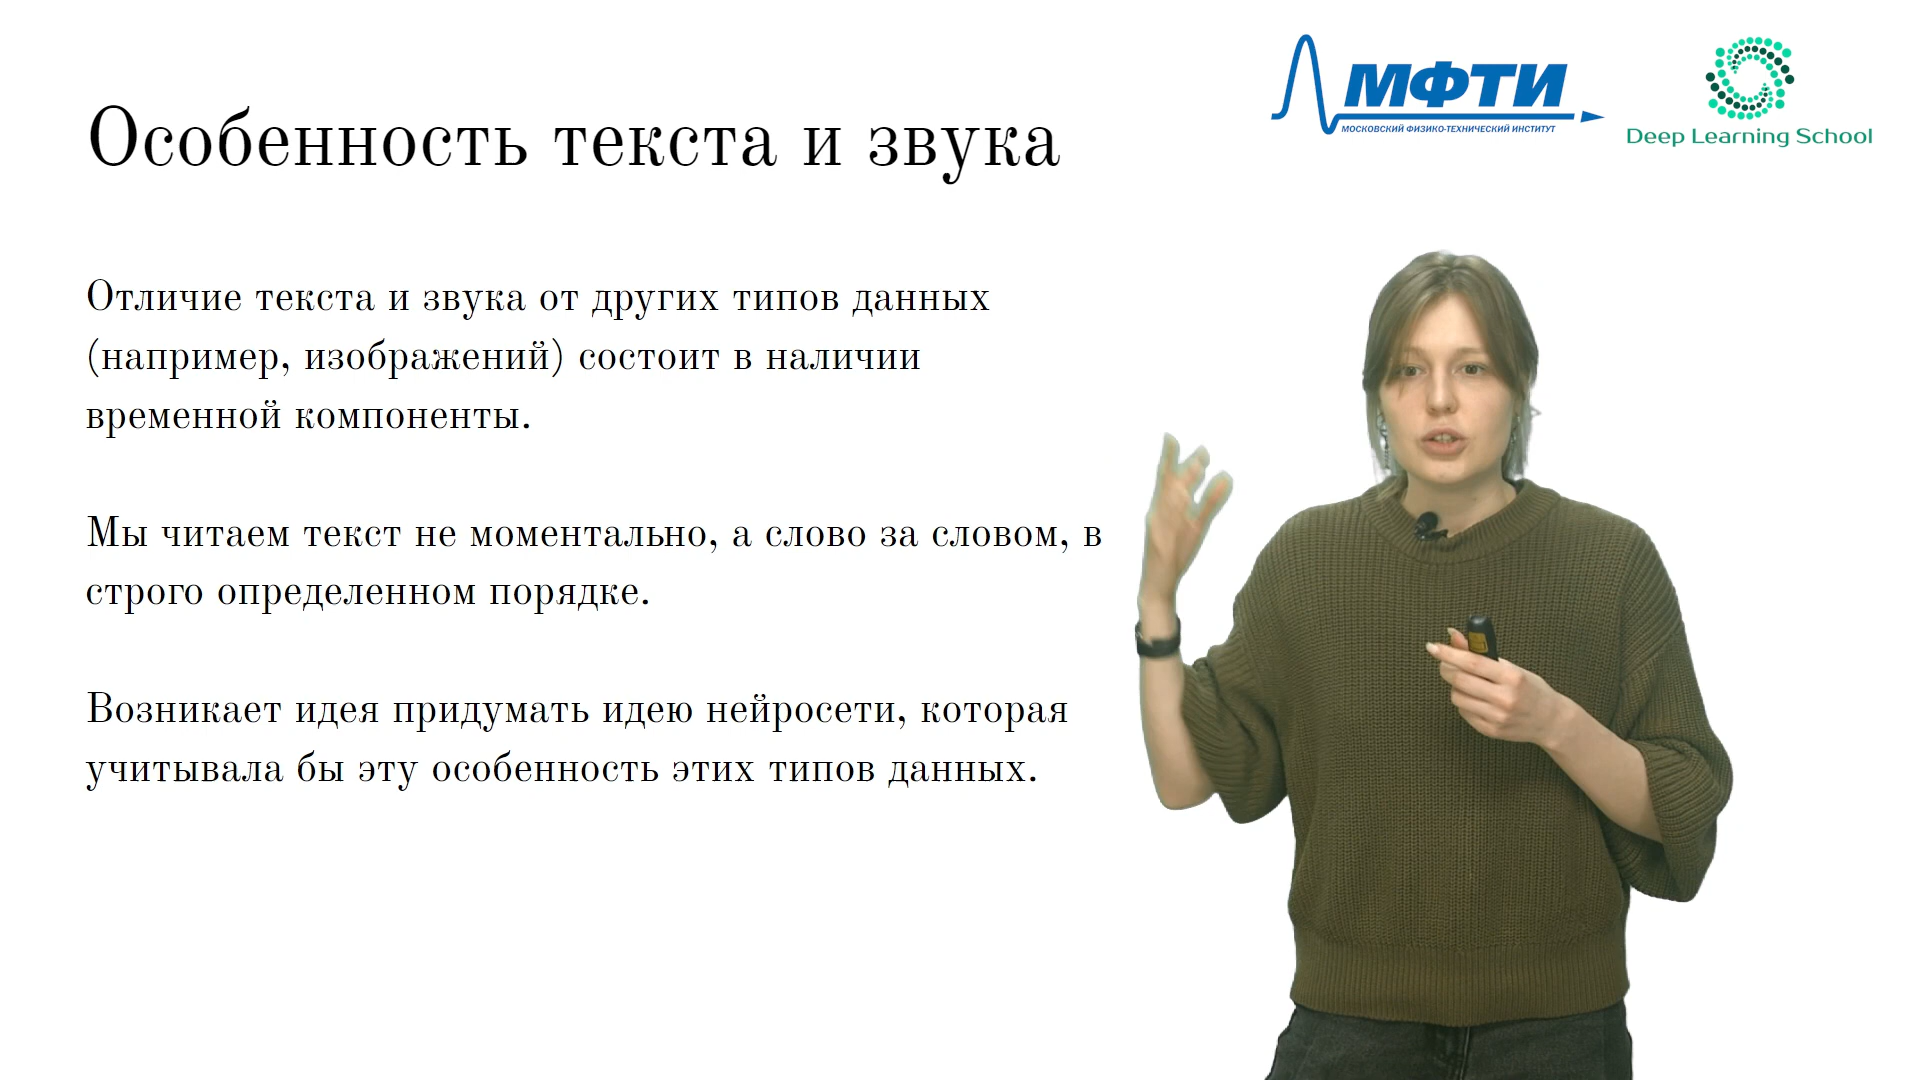 МФТИ
МОСКОВСКИЙ ФИЗИКО-ТЕХНИЧЕСКИЙ ИНСТИТУТ
Deep Learning School
Особенность текста и звука
Отличие текста и звука от других типов данных
(например, изображений) состоит в наличии
временной компоненты.
Мы читаем текст не моментально, а слово за словом, в
строго определенном порядке.
Возникает идея придумать идею нейросети, которая
учитывала бы эту особенность этих типов данных.